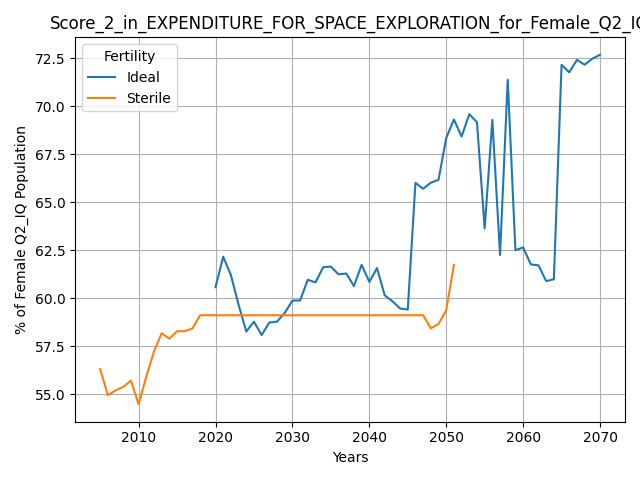 Score_2_in_EXPENDITURE_FOR_SPACE_EXPLORATION_for_Female_Q2_IQ
Fertility
Ideal
Sterile
72.5
70.0
67.5
65.0
62.5
60.0
57.5
55.0
% of Female Q2_IQ Population
2010 2020 2030 2040 2050 2060 2070
Years